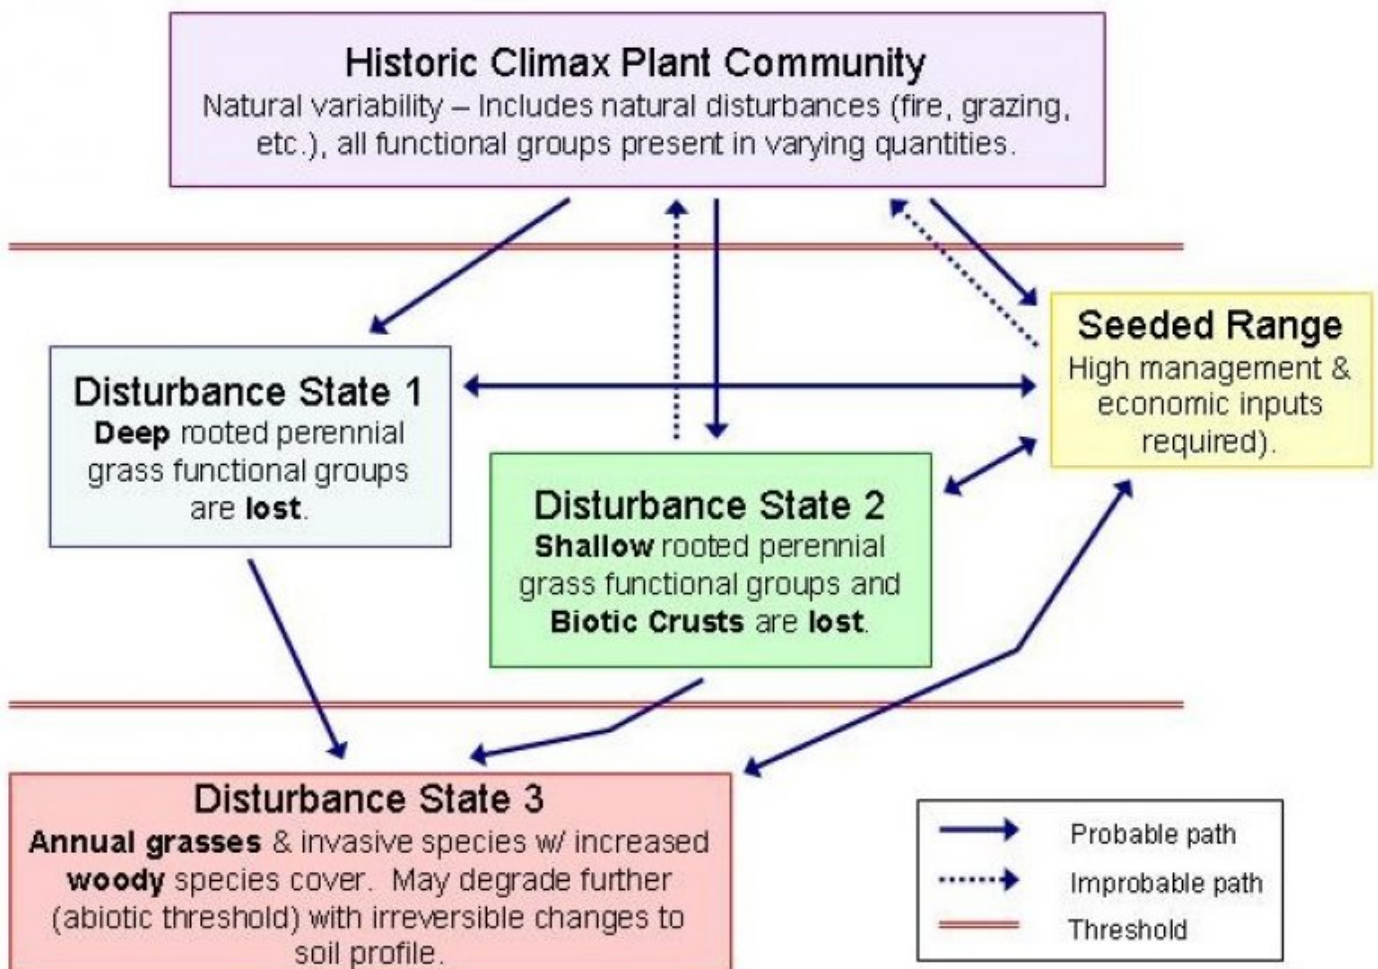 Historic Climax Plant Community
Natural variability – Includes natural disturbances (fire, grazing,
etc.), all functional groups present in varying quantities.
Seeded Range
High management &
economic inputs
required).
Disturbance State 1
Deep rooted perennial
grass functional groups
are lost.
Disturbance State 2
Shallow rooted perennial
grass functional groups and
Biotic Crusts are lost.
Disturbance State 3
Annual grasses & invasive species w/ increased
woody species cover. May degrade further
(abiotic threshold) with irreversible changes to
soil profile.
Probable path
Improbable path
Threshold